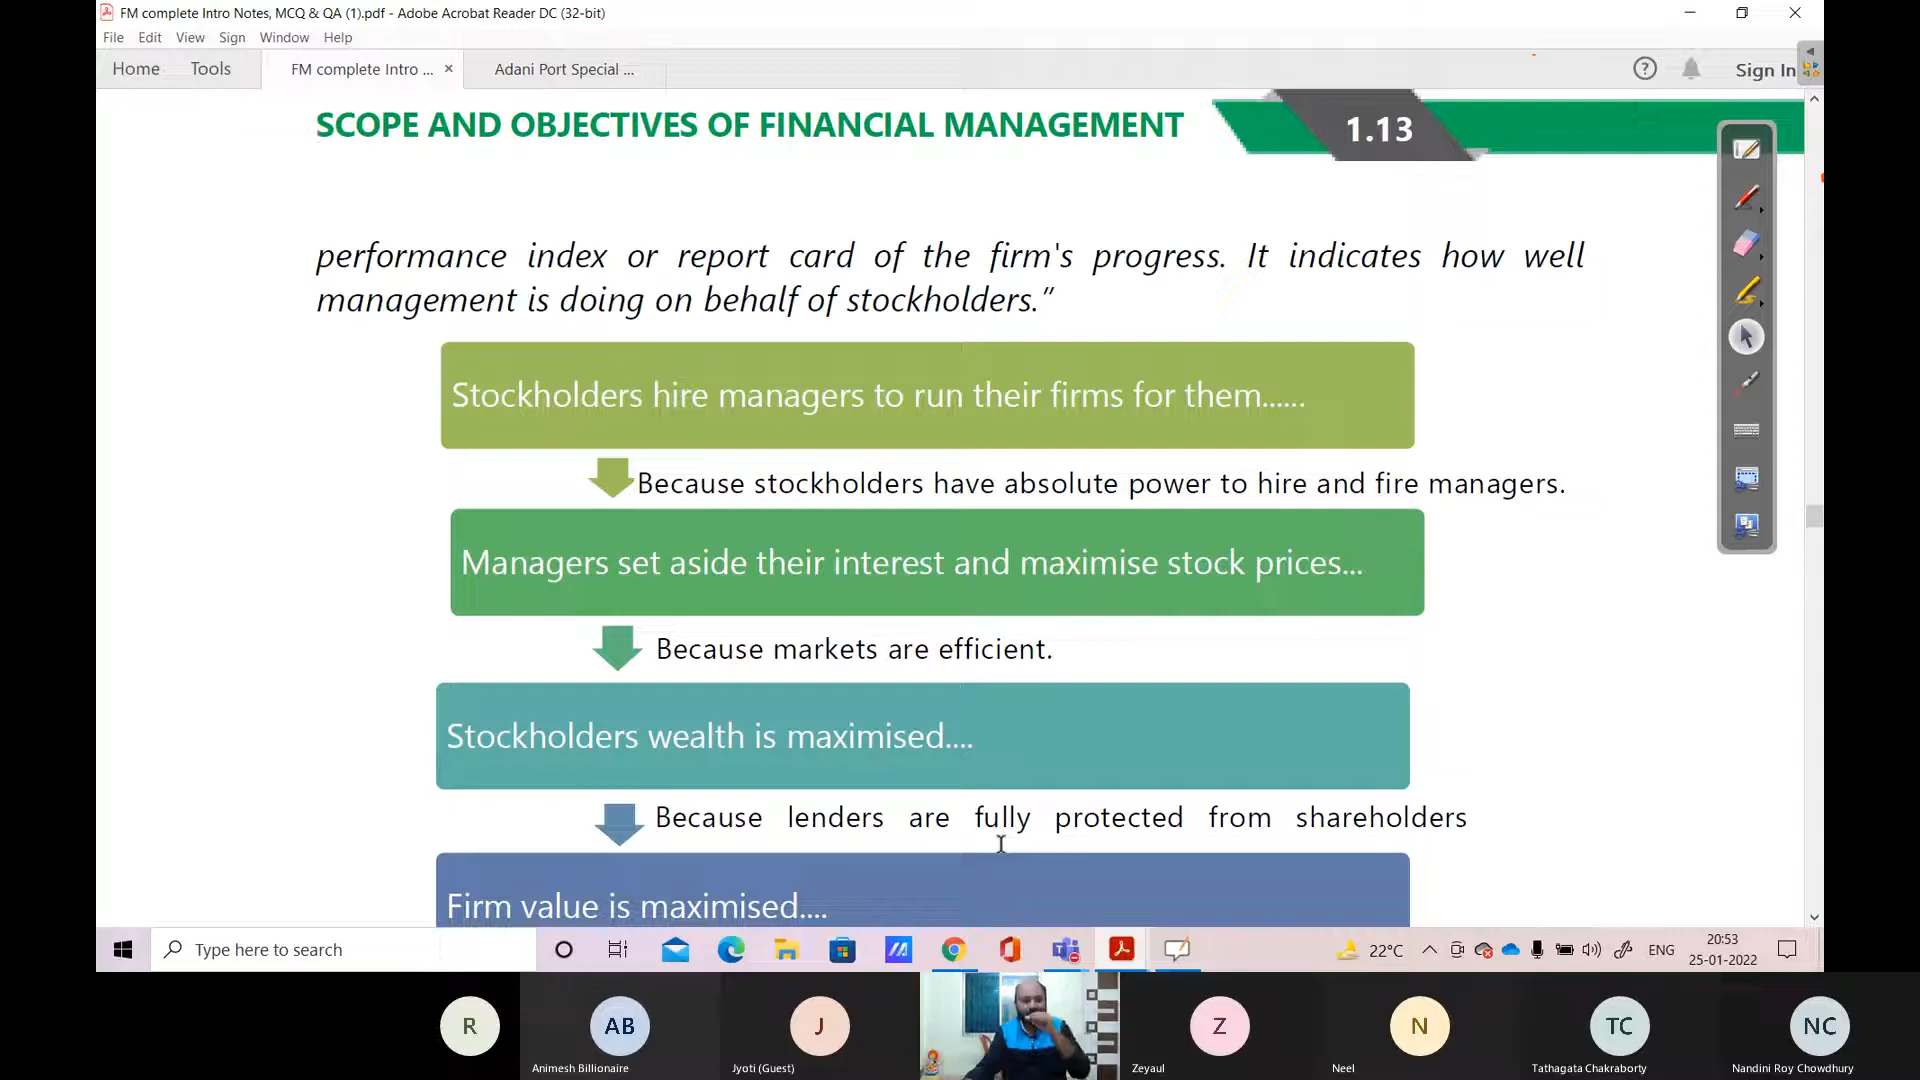 FM complete Intro Notes, MCQ & QA (1).pdf - Adobe Acrobat Reader DC (32-bit)
File Edit View Sign Window Help
Home Tools FM complete Intro ... × Adani Port Special ... Sign In
SCOPE AND OBJECTIVES OF FINANCIAL MANAGEMENT 1.13
performance index or report card of the firm's progress. It indicates how well
management is doing on behalf of stockholders.”
Stockholders hire managers to run their firms for them......
Because stockholders have absolute power to hire and fire managers.
Managers set aside their interest and maximise stock prices...
Because markets are efficient.
Stockholders wealth is maximised....
Because lenders are fully protected from shareholders
Firm value is maximised....
Type here to search 22°C ENG 20:53
25-01-2022
R AB J Z N TC NC
Animesh Billionaire Jyoti (Guest) Zeyaul Neel Tathagata Chakraborty Nandini Roy Chowdhury